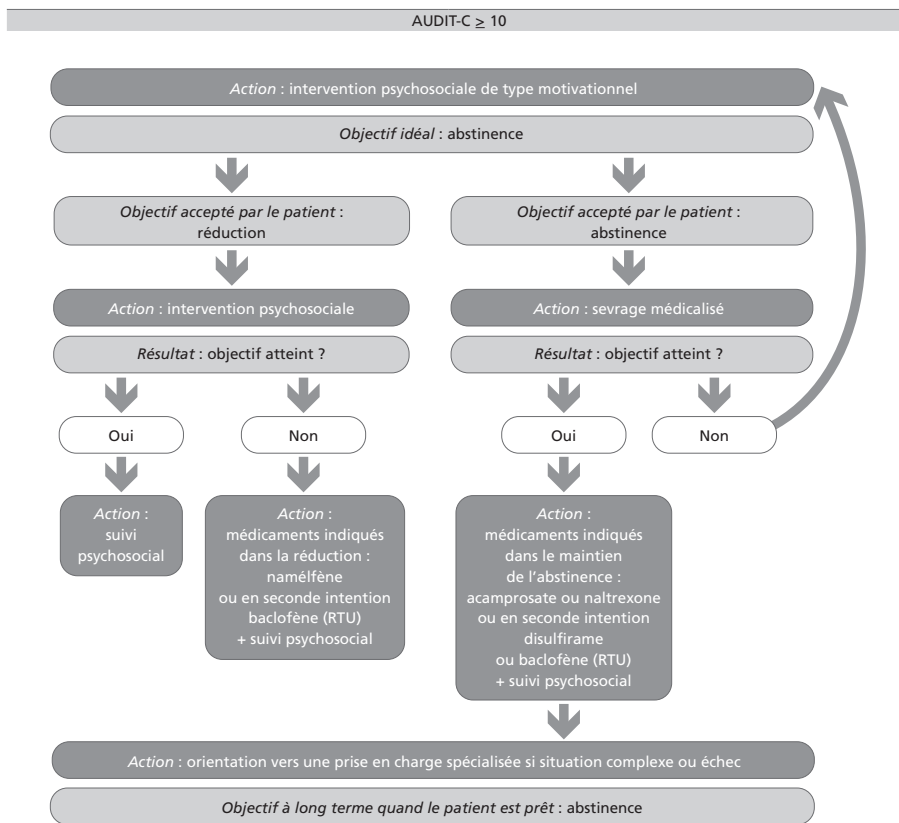 AUDIT-C ≥ 10
Action : intervention psychosociale de type motivationnel
Objectif idéal : abstinence
Objectif accepté par le patient :
réduction
Objectif accepté par le patient :
abstinence
Action : intervention psychosociale
Action : sevrage médicalisé
Résultat : objectif atteint ?
Résultat : objectif atteint ?
Oui
Non
Oui
Non
Action :
suivi
psychosocial
Action :
médicaments indiqués
dans la réduction :
namélfène
ou en seconde intention
baclofène (RTU)
+ suivi psychosocial
Action :
médicaments indiqués
dans le maintien
de l’abstinence :
acamprosate ou naltrexone
ou en seconde intention
disulfirame
ou baclofène (RTU)
+ suivi psychosocial
Action : orientation vers une prise en charge spécialisée si situation complexe ou échec
Objectif à long terme quand le patient est prêt : abstinence